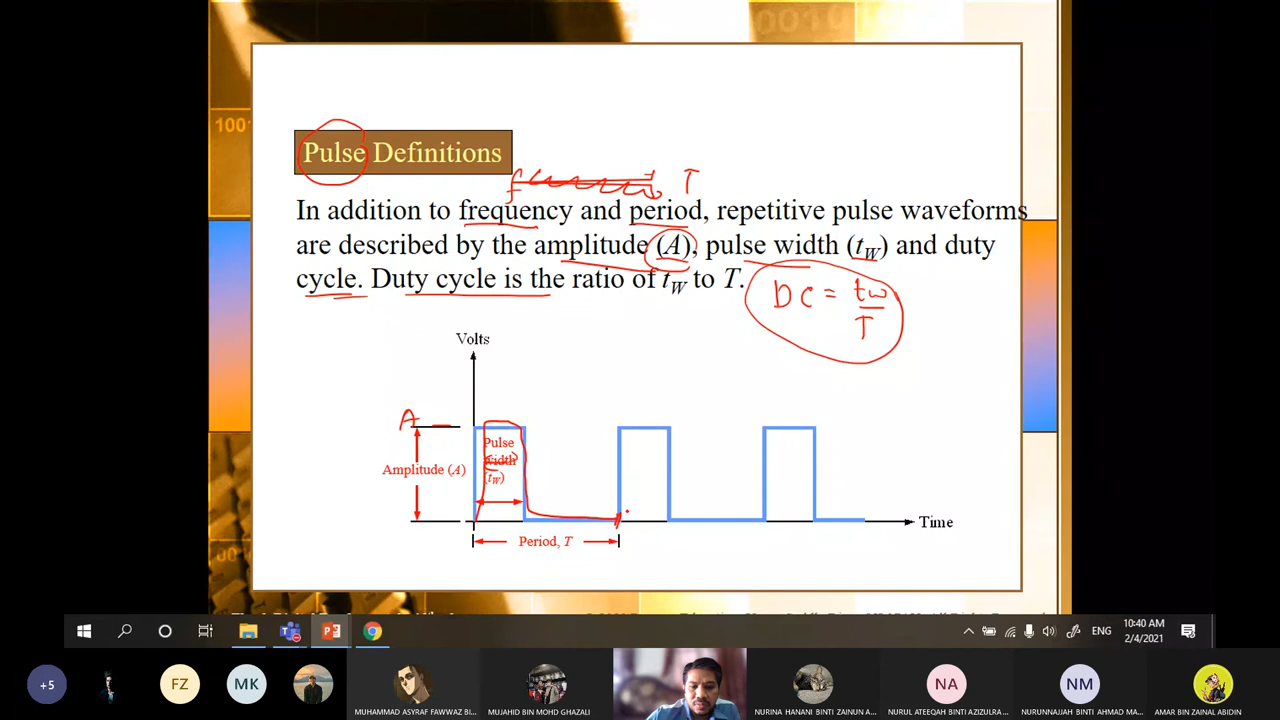 1001
Pulse Definitions
T
In addition to frequency and period, repetitive pulse waveforms
are described by the amplitude (A), pulse width (tW) and duty
cycle. Duty cycle is the ratio of tW to T.
DC = tw
T
Volts
A
Pulse
width
(tW)
Amplitude (A)
Time
Period, T
10:40 AM
ENG
2/4/2021
+5
FZ
MK
NA
NM
MUHAMMAD ASYRAF FAWWAZ BI...
MUJAHID BIN MOHD GHAZALI
NURINA HANANI BINTI ZAINUN A...
NURUL ATEEQAH BINTI AZIZULRA...
NURUNNAJJAH BINTI AHMAD MA...
AMAR BIN ZAINAL ABIDIN